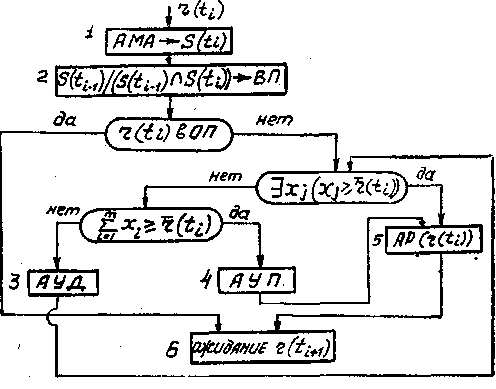 τ(tᵢ)
1
АМА→S(tᵢ)
2
S(tᵢ₋₁)/(S(tᵢ₋₁)∩S(tᵢ))→ВП
да
τ(tᵢ) в ОП
нет
нет
∃xⱼ(xⱼ≥τ̄(tᵢ))
да
нет
∑ᵢ₌₁ᵐ xᵢ≥τ̄(tᵢ)
да
3
АУД
4
АУП.
5
АР(τ(tᵢ))
6
ОЖИДАНИЕ τ(tᵢ₊₁)